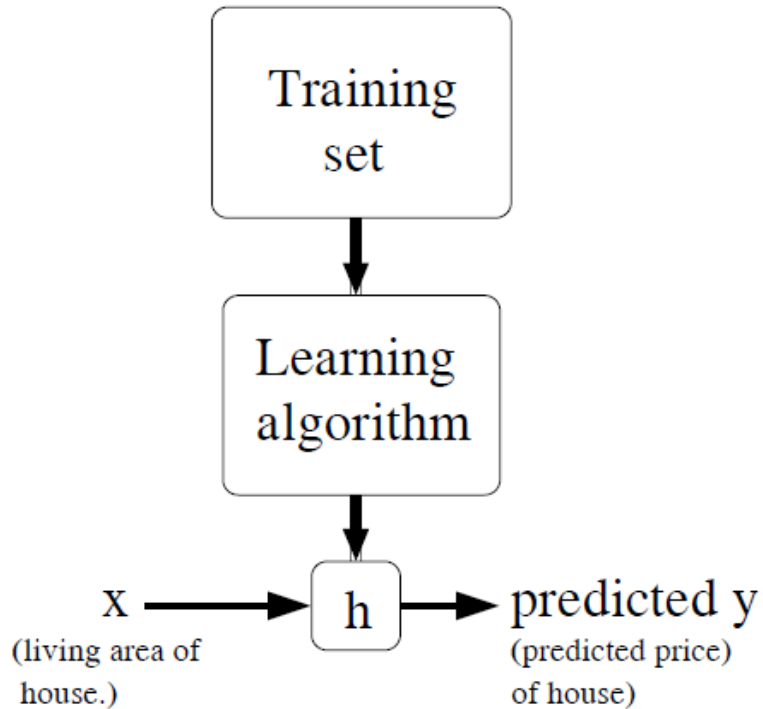 Training
set
Learning
algorithm
x
h
predicted y
(living area of
house.)
(predicted price)
of house)